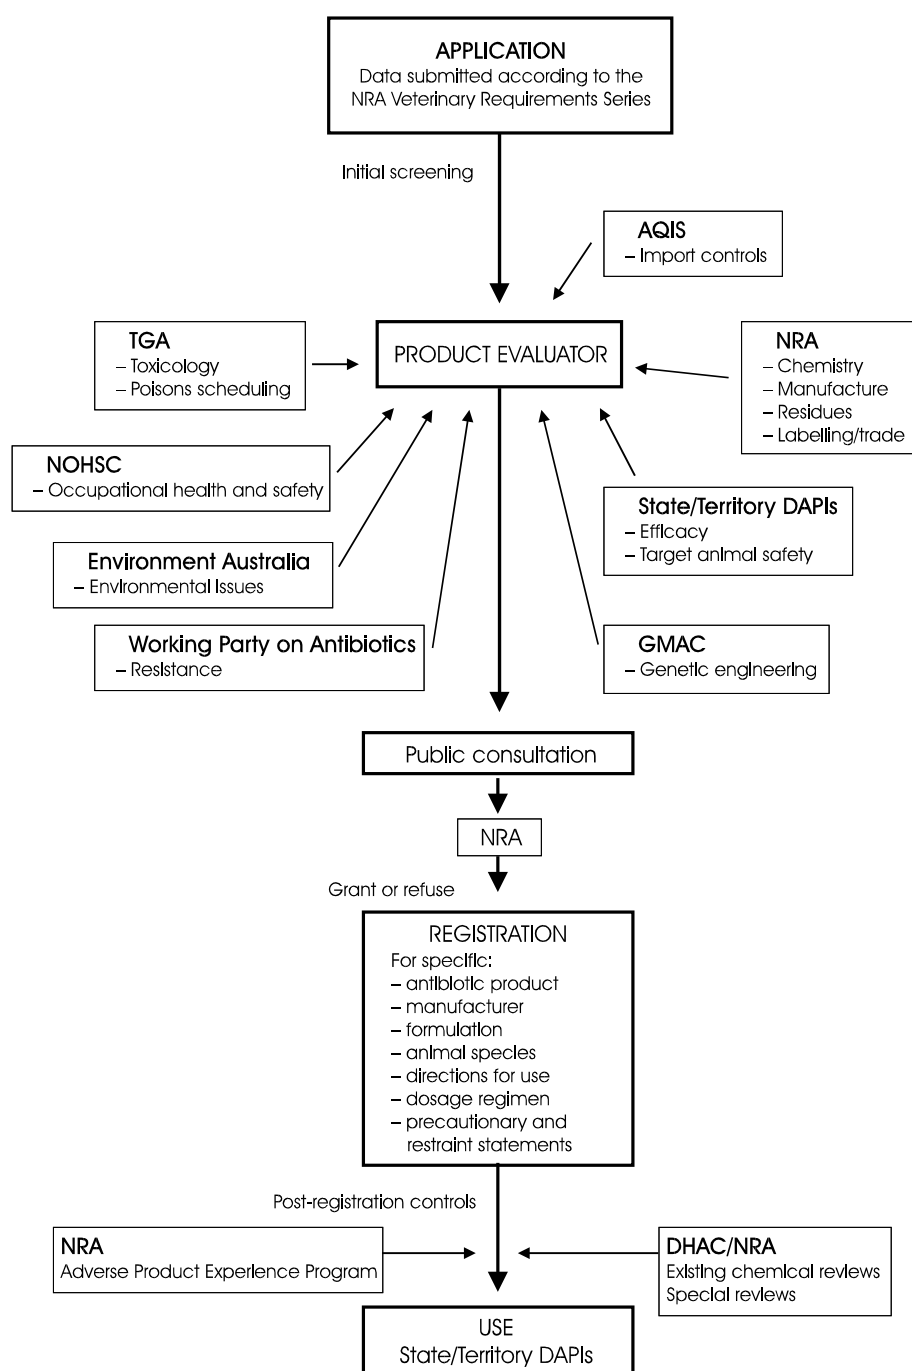 APPLICATION
Data submitted according to the
NRA Veterinary Requirements Series
Initial screening
AQIS
– Import controls
TGA
– Toxicology
– Poisons scheduling
PRODUCT EVALUATOR
NRA
– Chemistry
– Manufacture
– Residues
– Labelling/trade
NOHSC
– Occupational health and safety
State/Territory DAPIs
– Efficacy
– Target animal safety
Environment Australia
– Environmental issues
Working Party on Antibiotics
– Resistance
GMAC
– Genetic engineering
Public consultation
NRA
Grant or refuse
REGISTRATION
For specific:
– antibiotic product
– manufacturer
– formulation
– animal species
– directions for use
– dosage regimen
– precautionary and
restraint statements
Post-registration controls
NRA
Adverse Product Experience Program
DHAC/NRA
Existing chemical reviews
Special reviews
USE
State/Territory DAPIs